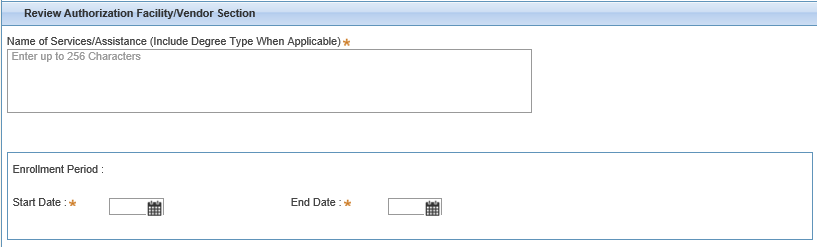 Review Authorization Facility/Vendor Section
Name of Services/Assistance (Include Degree Type When Applicable) *
Enter up to 256 Characters
Enrollment Period :
Start Date : * End Date : *